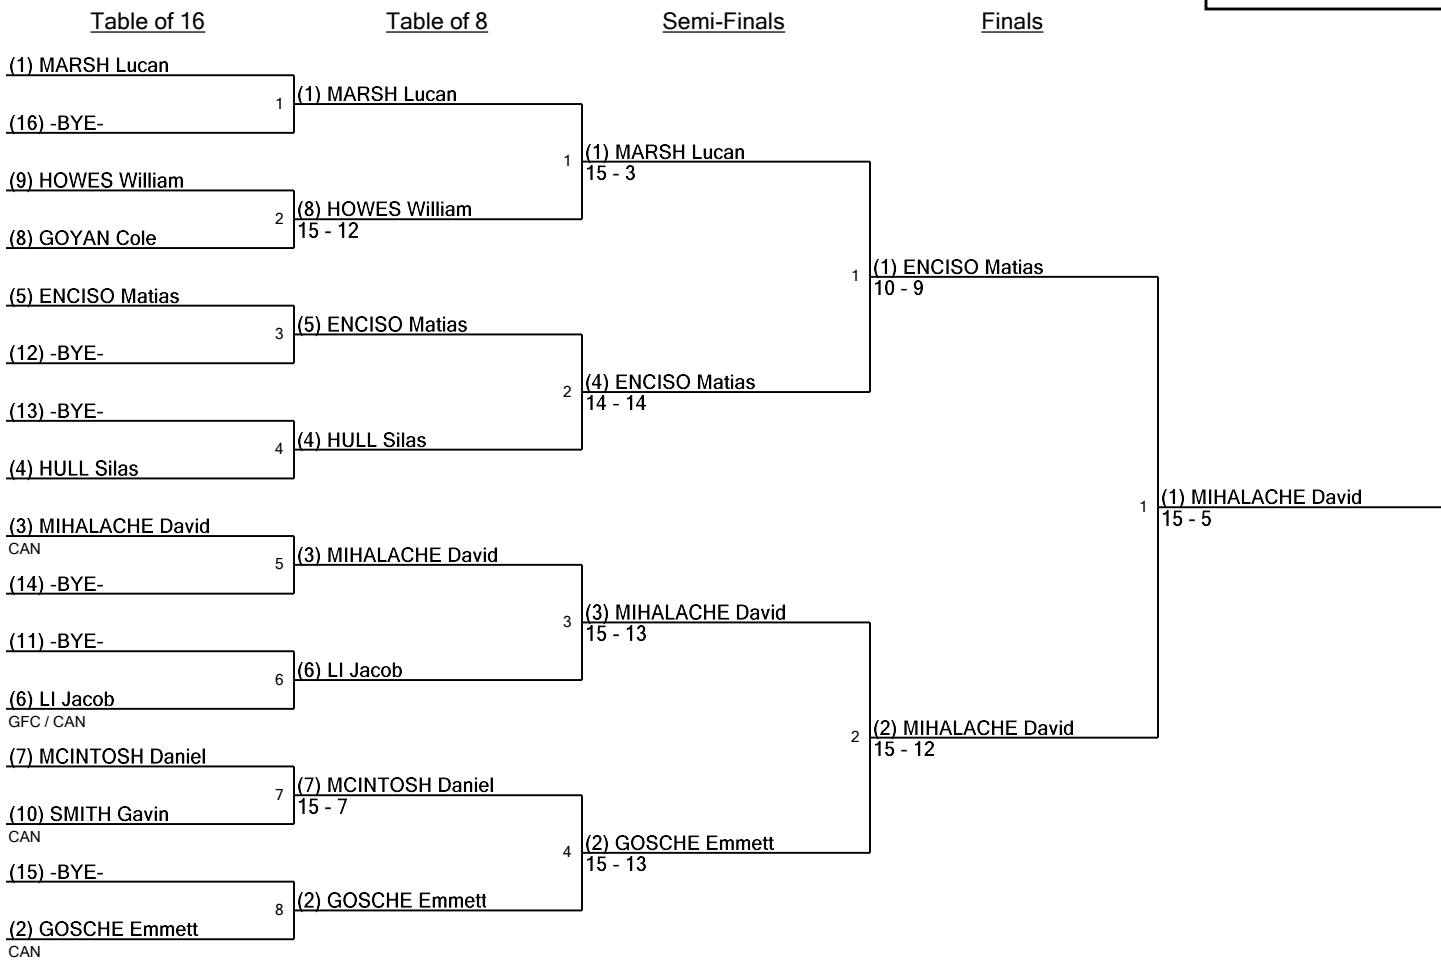 Table of 16
Table of 8
Semi-Finals
Finals
(1) MARSH Lucan
1
(16) -BYE-
(9) HOWES William
2
(8) GOYAN Cole
(5) ENCISO Matias
3
(12) -BYE-
(13) -BYE-
4
(4) HULL Silas
(3) MIHALACHE David
CAN
5
(14) -BYE-
(11) -BYE-
6
(6) LI Jacob
GFC / CAN
(7) MCINTOSH Daniel
7
(10) SMITH Gavin
CAN
(15) -BYE-
8
(2) GOSCHE Emmett
CAN
(1) MARSH Lucan
1
(8) HOWES William
15 - 12
(5) ENCISO Matias
2
(4) HULL Silas
(3) MIHALACHE David
3
(6) LI Jacob
(7) MCINTOSH Daniel
15 - 7
4
(2) GOSCHE Emmett
(1) MARSH Lucan
15 - 3
1
(4) ENCISO Matias
14 - 14
(3) MIHALACHE David
15 - 13
2
(2) GOSCHE Emmett
15 - 13
(1) ENCISO Matias
10 - 9
1
(2) MIHALACHE David
15 - 12
(1) MIHALACHE David
15 - 5